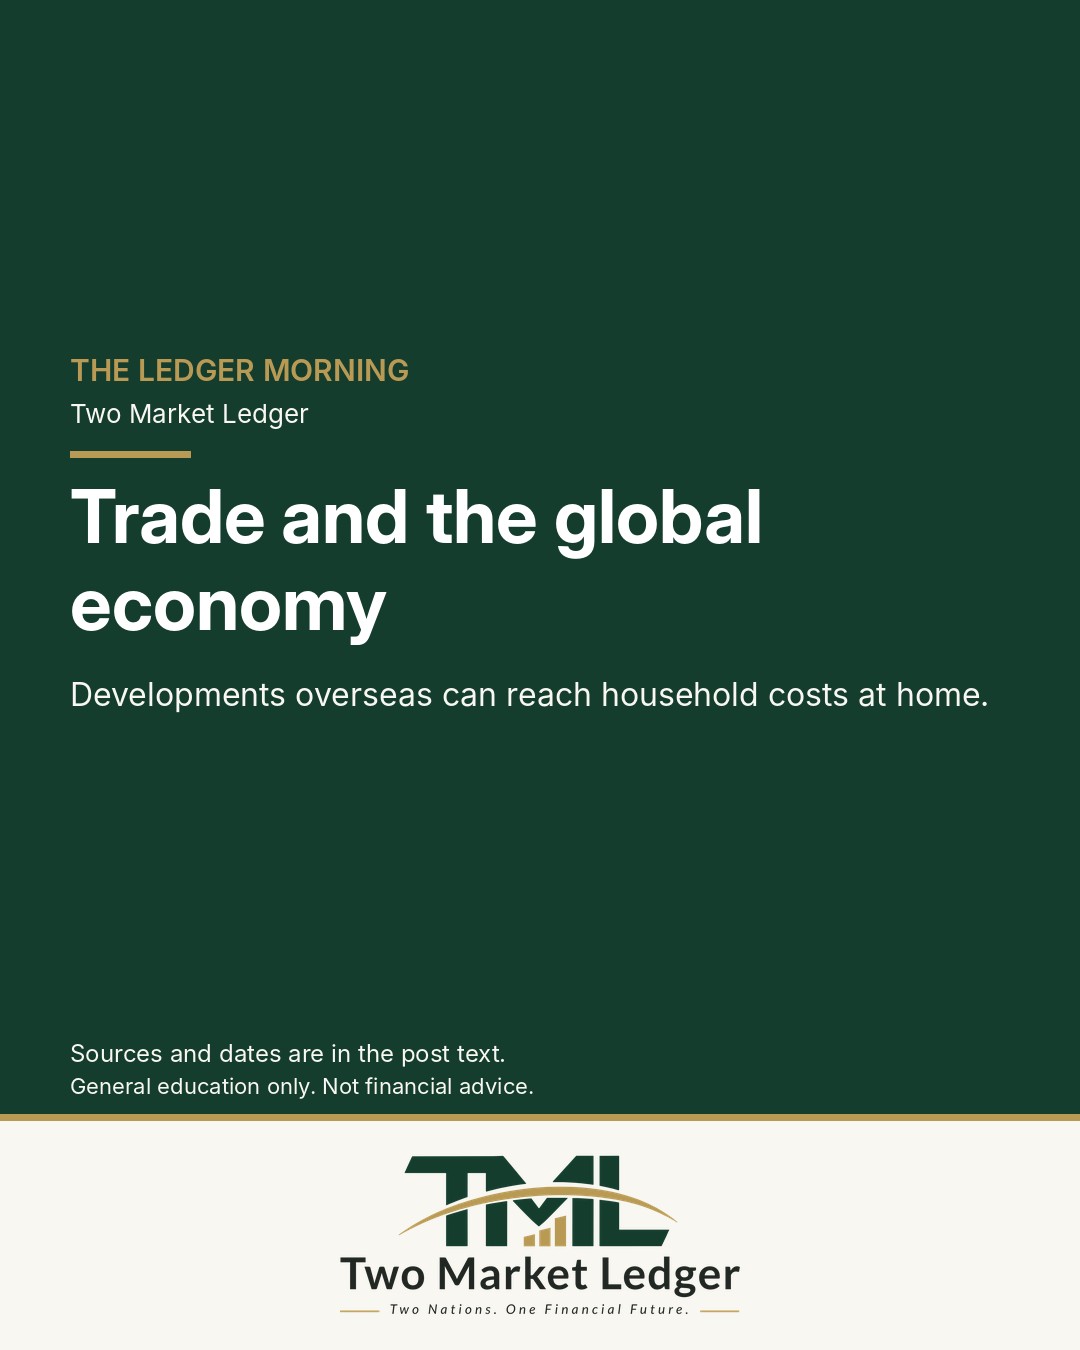 THE LEDGER MORNING
Two Market Ledger
Trade and the global
economy
Developments overseas can reach household costs at home.
Sources and dates are in the post text.
General education only. Not financial advice.
TML
Two Market Ledger
Two Nations. One Financial Future.